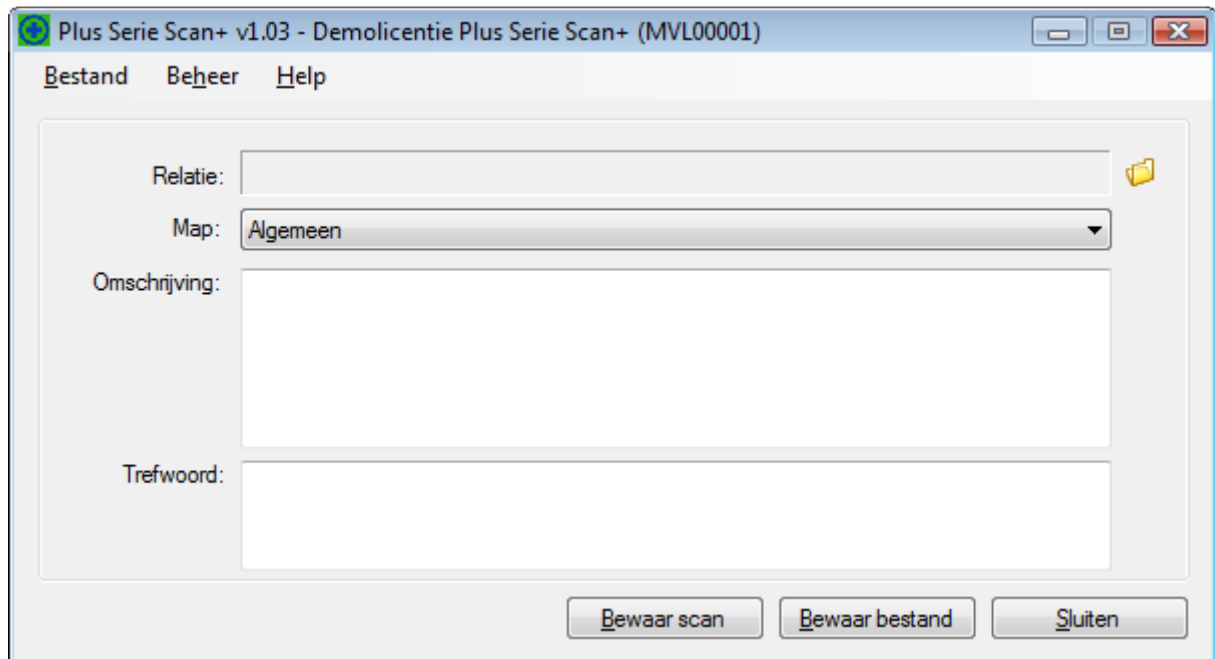 Plus Serie Scan+ v1.03 - Demolicentie Plus Serie Scan+ (MVL00001)
Bestand Beheer Help
Relatie:
Map: Algemeen
Omschrijving:
Trefwoord:
Bewaar scan Bewaar bestand Sluiten